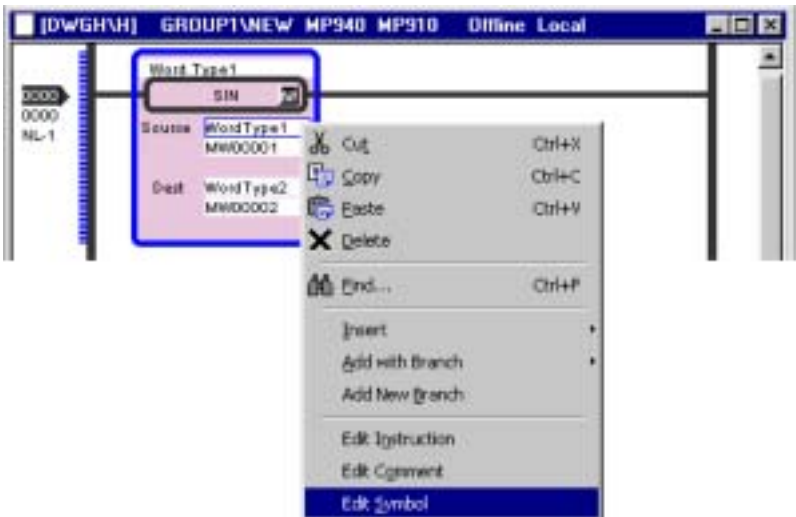 [DWGH\H] GROUP1\NEW MP940 MP910 Offline Local
Word Type1
0000
SIN W
0000
NL-1
Source WordType1
MW00001
Dest WordType2
MW00002
Cut Ctrl+X
Copy Ctrl+C
Paste Ctrl+V
Delete
Find... Ctrl+F
Insert
Add with Branch
Add New Branch
Edit Instruction
Edit Comment
Edit Symbol